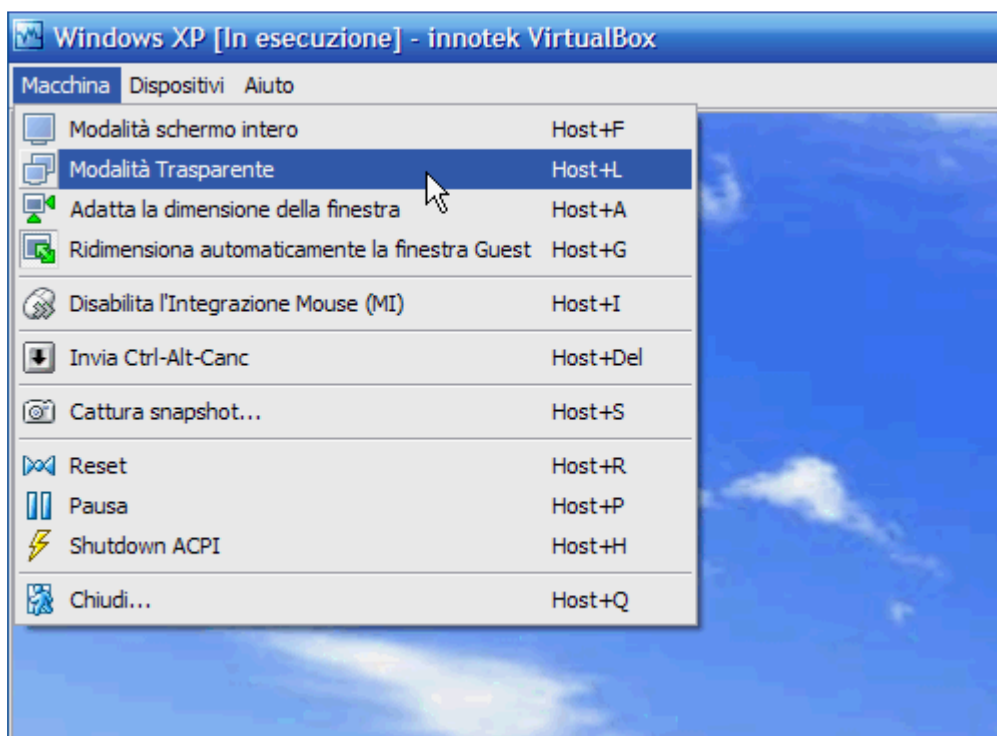 Windows XP [In esecuzione] - innotek VirtualBox
Macchina Dispositivi Aiuto
Modalità schermo intero Host+F
Modalità Trasparente Host+L
Adatta la dimensione della finestra Host+A
Ridimensiona automaticamente la finestra Guest Host+G
Disabilita l'Integrazione Mouse (MI) Host+I
Invia Ctrl-Alt-Canc Host+Del
Cattura snapshot... Host+S
Reset Host+R
Pausa Host+P
Shutdown ACPI Host+H
Chiudi... Host+Q